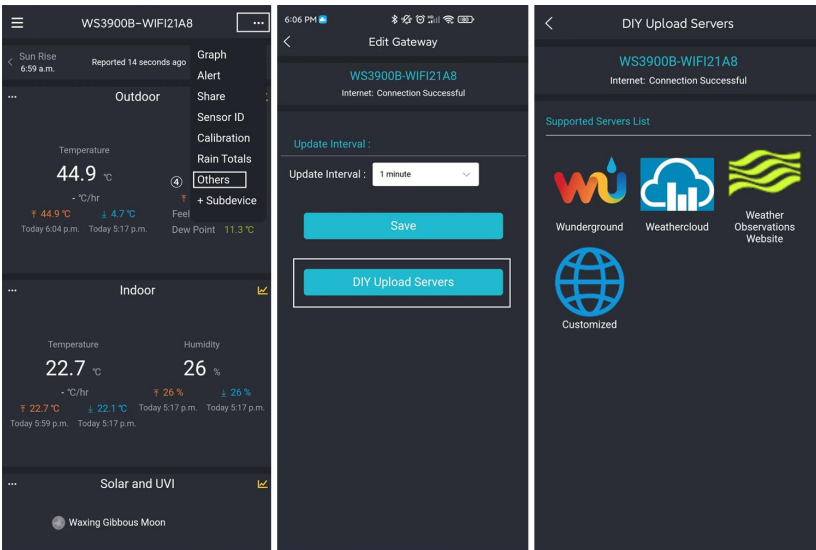 WS3900B-WIFI21A8
Sun Rise
6:59 a.m.
Reported 14 seconds ago
Graph
Alert
Share
Sensor ID
Calibration
Rain Totals
④ Others
+ Subdevice
Outdoor
Temperature
44.9 ℃
- ℃/hr
44.9 ℃ 4.7 ℃ Feel
Today 6:04 p.m. Today 5:17 p.m. Dew Point 11.3 ℃
Indoor
Temperature Humidity
22.7 ℃ 26 %
- ℃/hr 26 % 26 %
22.7 ℃ 22.1 ℃ Today 5:17 p.m. Today 5:17 p.m.
Today 5:59 p.m. Today 5:17 p.m.
Solar and UVI
Waxing Gibbous Moon
6:06 PM
Edit Gateway
WS3900B-WIFI21A8
Internet: Connection Successful
Update Interval :
Update Interval : 1 minute
Save
DIY Upload Servers
DIY Upload Servers
WS3900B-WIFI21A8
Internet: Connection Successful
Supported Servers List
Wunderground
Weathercloud
Weather
Observations
Website
Customized